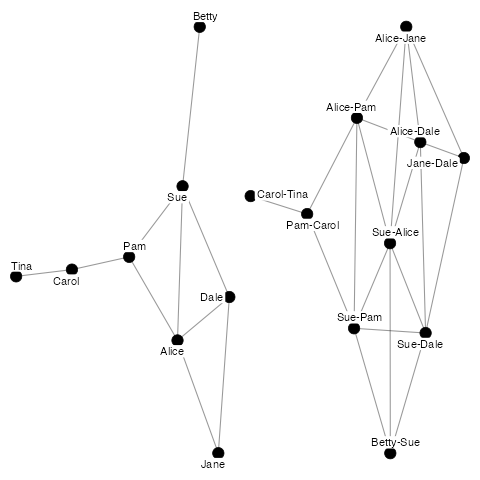 Betty
Sue
Pam
Tina
Carol
Dale
Alice
Jane
Alice-Jane
Alice-Pam
Alice-Dale
Jane-Dale
Carol-Tina
Pam-Carol
Sue-Alice
Sue-Pam
Sue-Dale
Betty-Sue